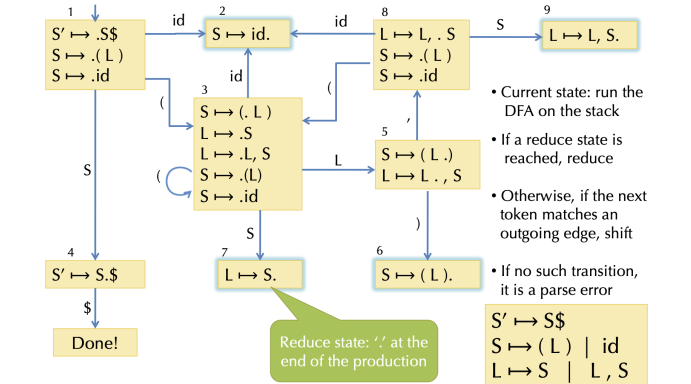 1
S' ↦ .S$
S ↦ .( L )
S ↦ .id
id
2
S ↦ id.
id
8
L ↦ L, . S
S ↦ .( L )
S ↦ .id
S
9
L ↦ L, S.
(
id
(
3
S ↦ (. L )
L ↦ .S
L ↦ .L, S
S ↦ .(L)
S ↦ .id
(
L
,
5
S ↦ ( L .)
L ↦ L . , S
S
S
)
4
S' ↦ S.$
7
L ↦ S.
6
S ↦ ( L ).
$
Done!
Reduce state: '.' at the
end of the production
• Current state: run the
DFA on the stack
• If a reduce state is
reached, reduce
• Otherwise, if the next
token matches an
outgoing edge, shift
• If no such transition,
it is a parse error
S' ↦ S$
S ↦ ( L ) | id
L ↦ S | L , S